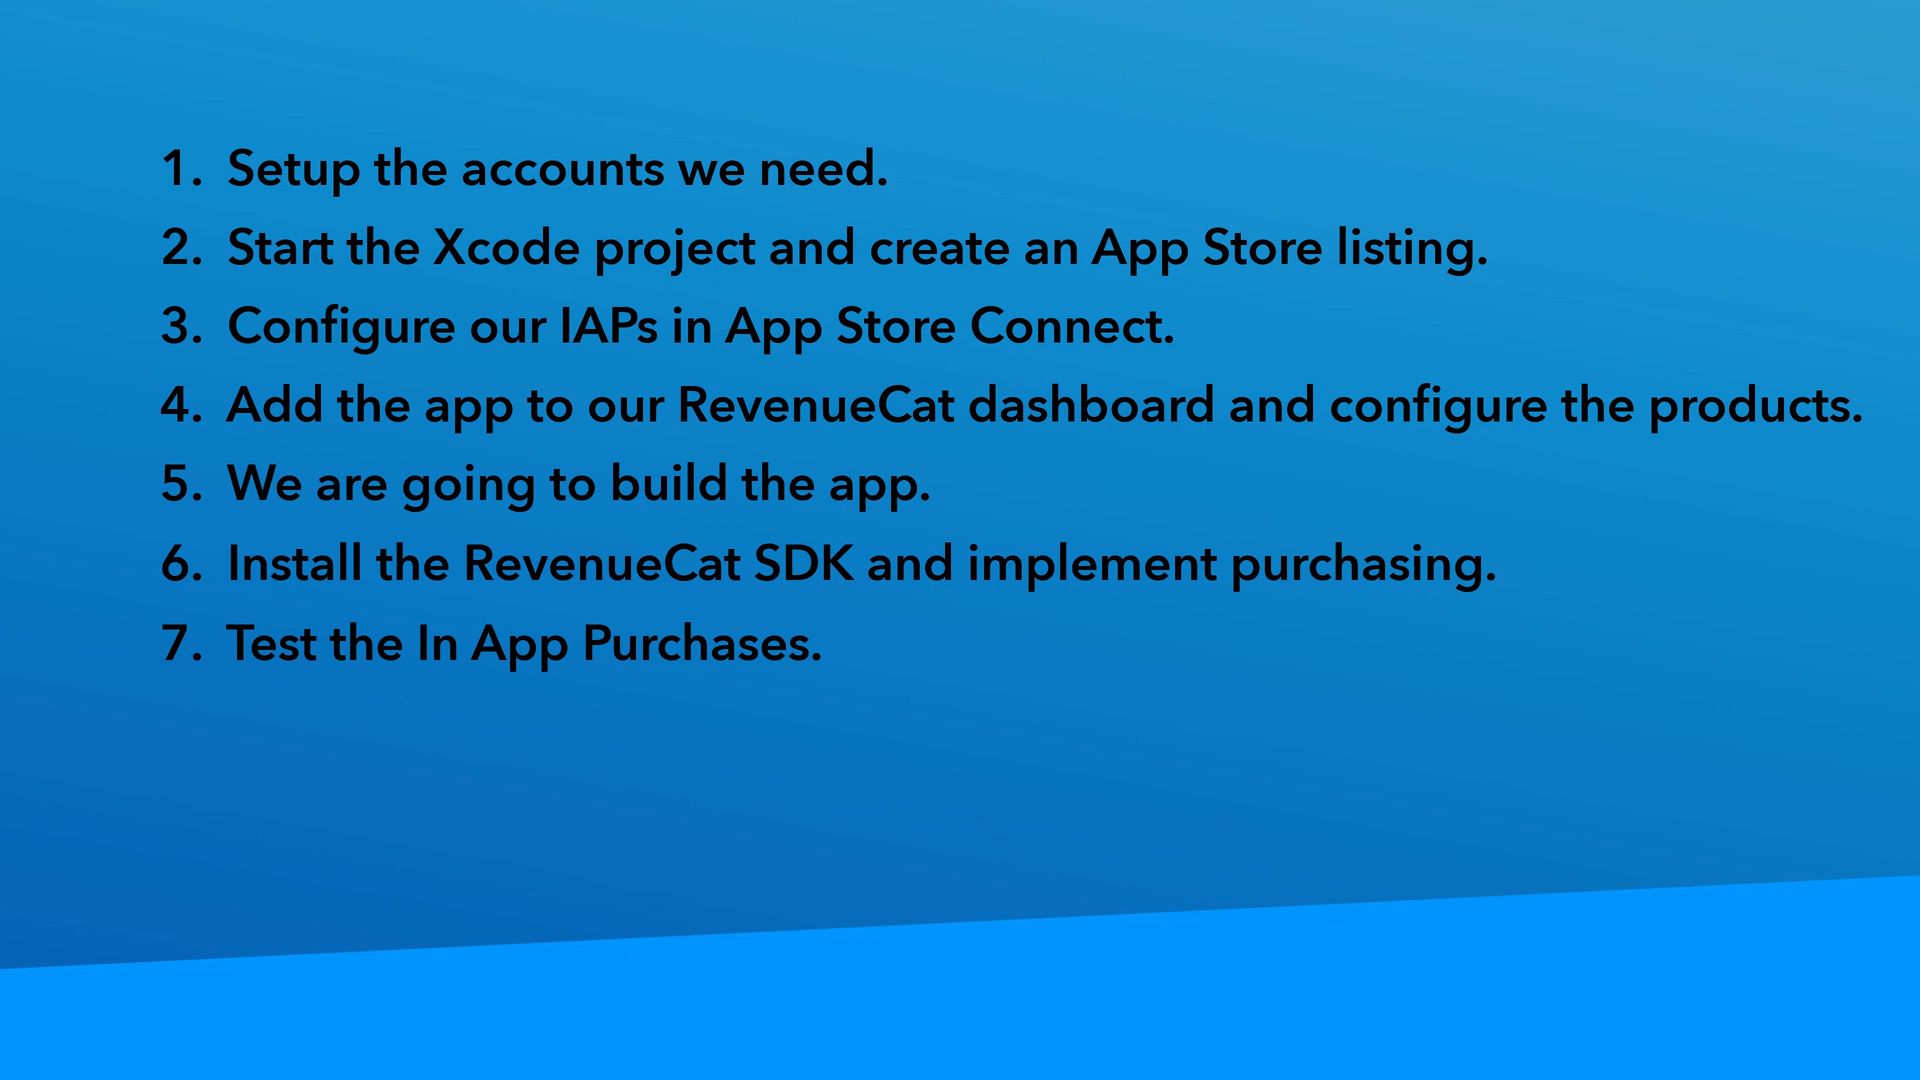 1. Setup the accounts we need.
2. Start the Xcode project and create an App Store listing.
3. Configure our IAPs in App Store Connect.
4. Add the app to our RevenueCat dashboard and configure the products.
5. We are going to build the app.
6. Install the RevenueCat SDK and implement purchasing.
7. Test the In App Purchases.